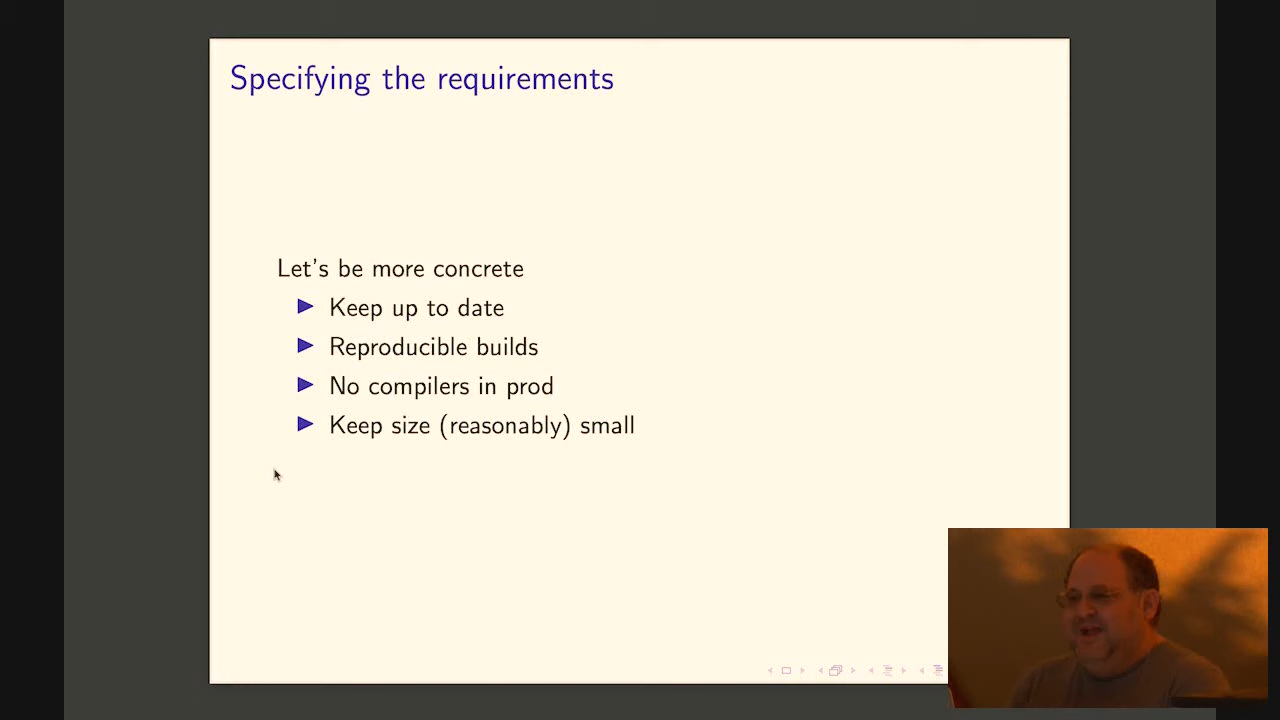 Specifying the requirements
Let's be more concrete
Keep up to date
Reproducible builds
No compilers in prod
Keep size (reasonably) small